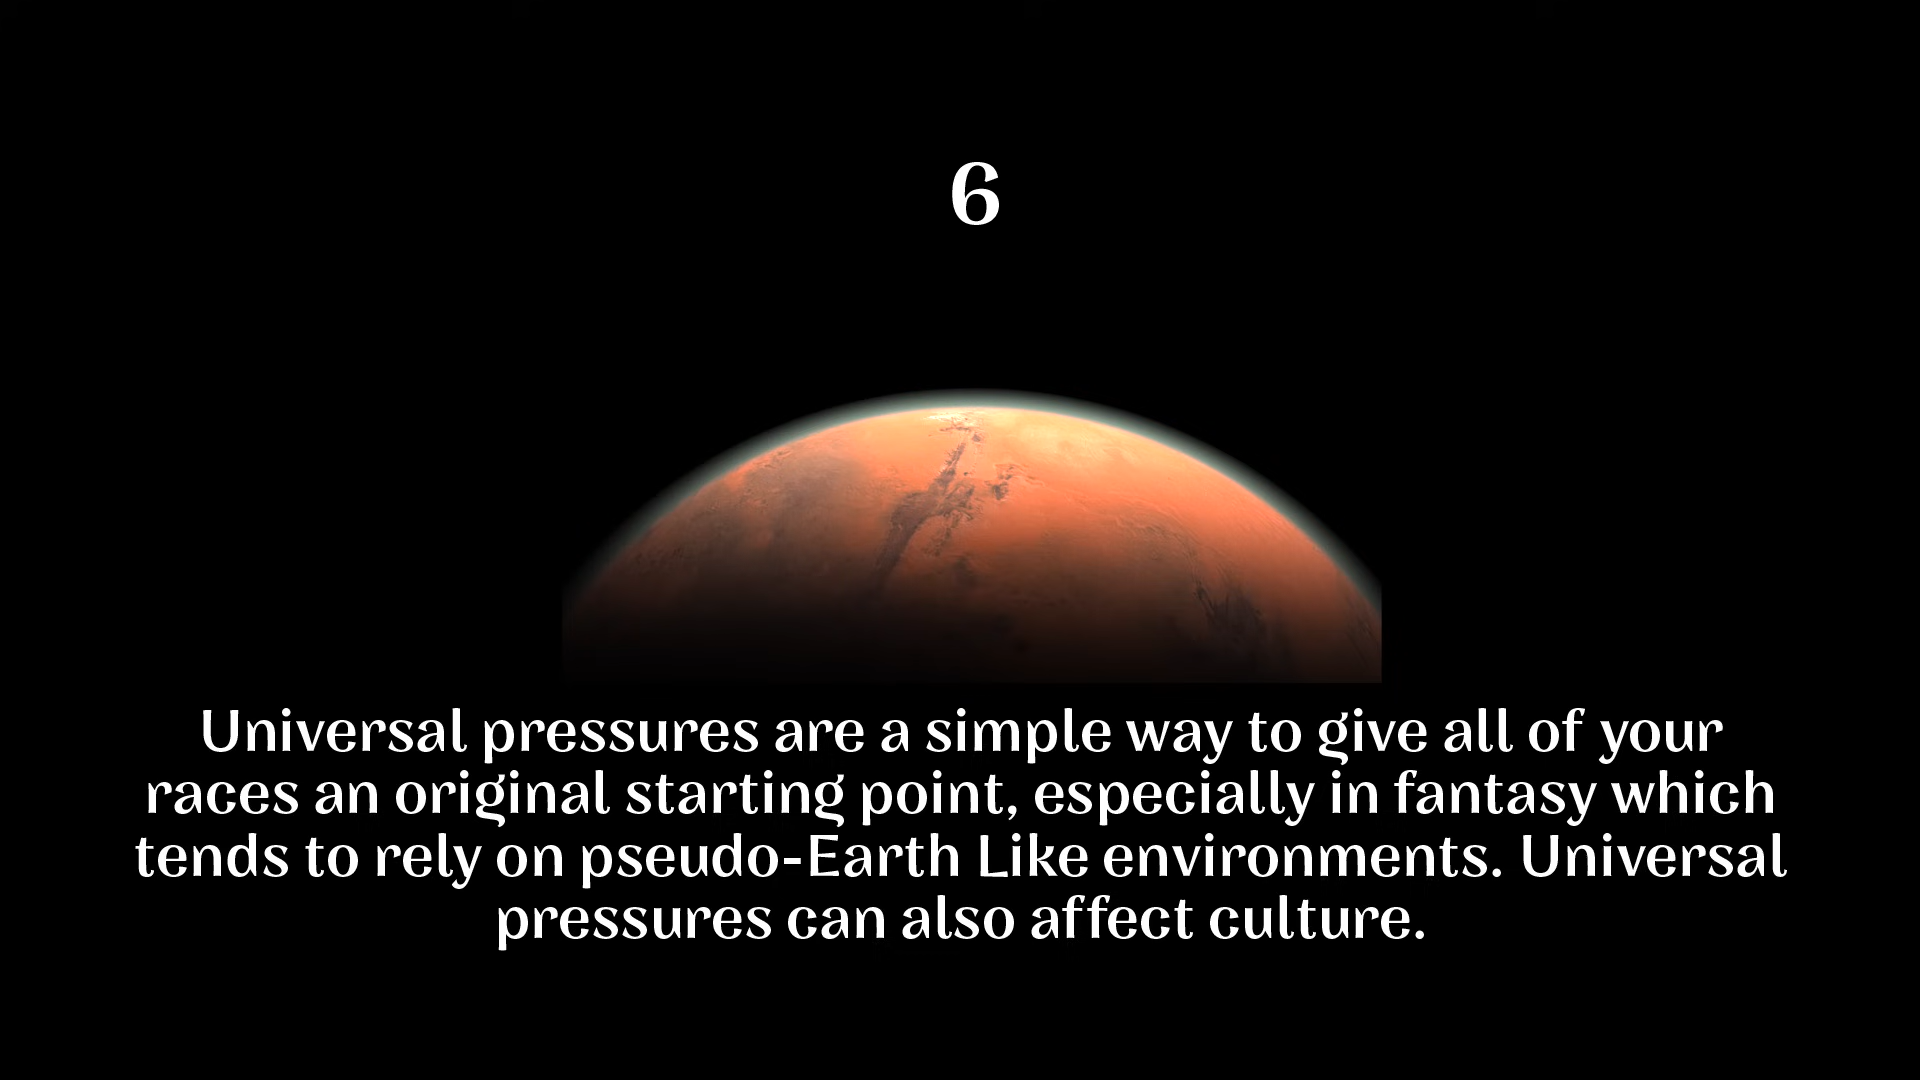 6
Universal pressures are a simple way to give all of your
races an original starting point, especially in fantasy which
tends to rely on pseudo-Earth Like environments. Universal
pressures can also affect culture.